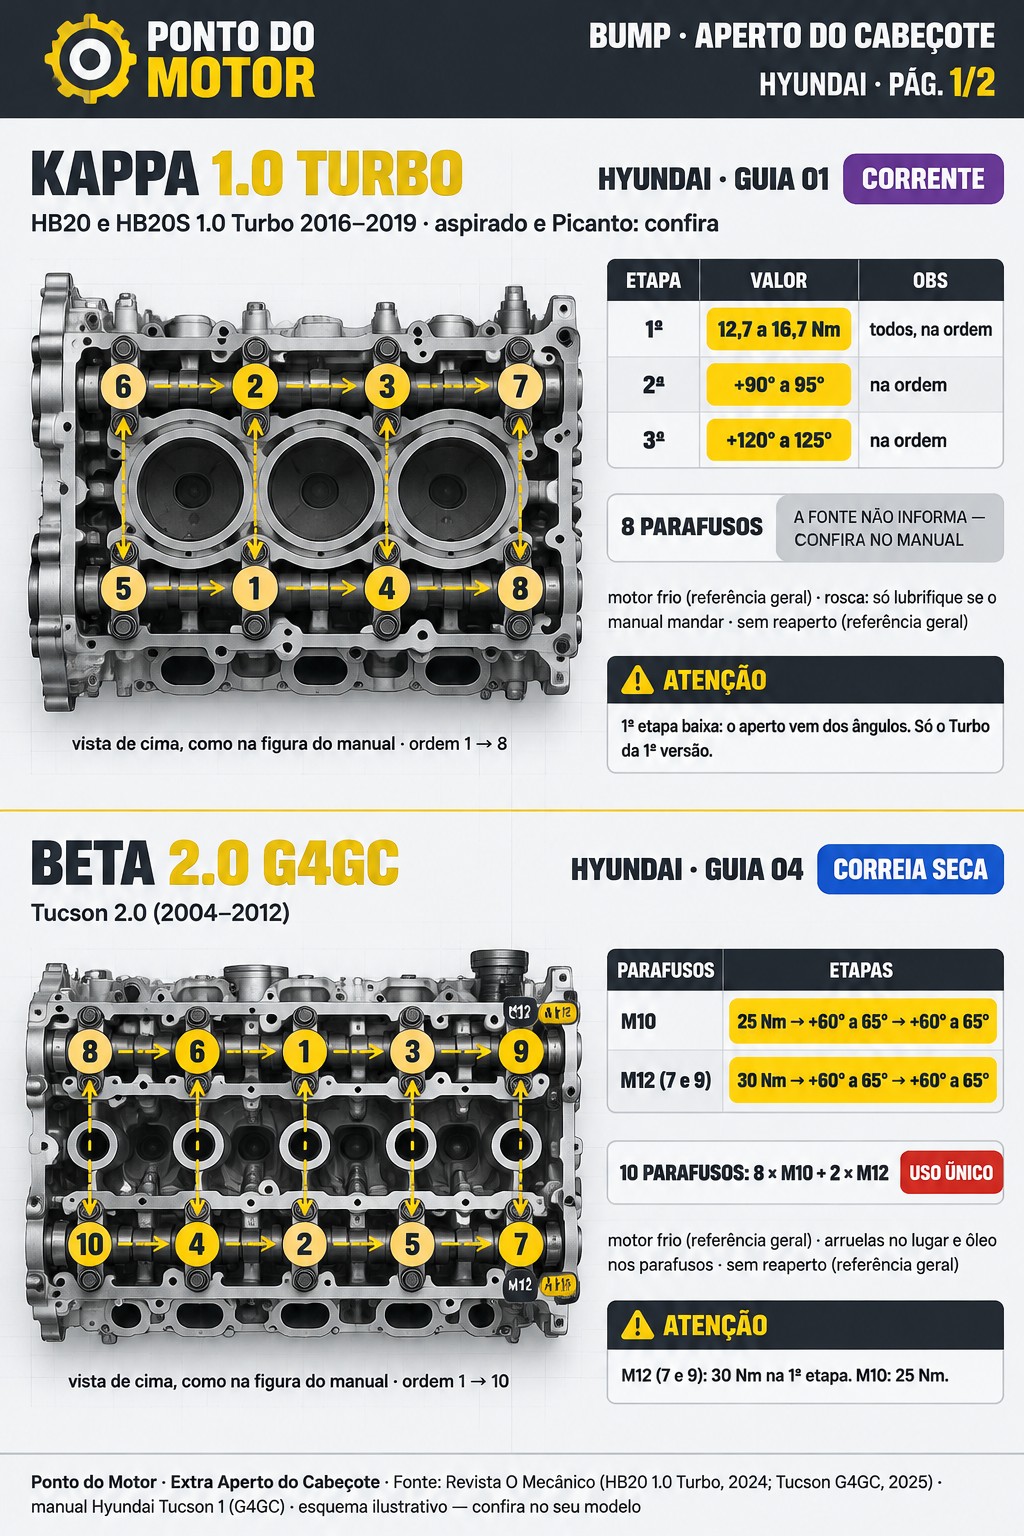 PONTO DO
MOTOR
BUMP · APERTO DO CABEÇOTE
HYUNDAI · PÁG. 1/2
KAPPA 1.0 TURBO
HYUNDAI · GUIA 01 CORRENTE
HB20 e HB20S 1.0 Turbo 2016–2019 · aspirado e Picanto: confira
6 2 3 7
5 1 4 8
vista de cima, como na figura do manual · ordem 1 → 8
ETAPA VALOR OBS
1ª 12,7 a 16,7 Nm todos, na ordem
2ª +90° a 95° na ordem
3ª +120° a 125° na ordem
8 PARAFUSOS
A FONTE NÃO INFORMA —
CONFIRA NO MANUAL
motor frio (referência geral) · rosca: só lubrifique se o
manual mandar · sem reaperto (referência geral)
ATENÇÃO
1ª etapa baixa: o aperto vem dos ângulos. Só o Turbo
da 1ª versão.
BETA 2.0 G4GC
HYUNDAI · GUIA 04 CORREIA SECA
Tucson 2.0 (2004–2012)
8 6 1 3 9
10 4 2 5 7
M12
vista de cima, como na figura do manual · ordem 1 → 10
PARAFUSOS ETAPAS
M10 25 Nm → +60° a 65° → +60° a 65°
M12 (7 e 9) 30 Nm → +60° a 65° → +60° a 65°
10 PARAFUSOS: 8 × M10 + 2 × M12 USO ŨNICO
motor frio (referência geral) · arruelas no lugar e ôleo
nos parafusos · sem reaperto (referência geral)
ATENÇÃO
M12 (7 e 9): 30 Nm na 1ª etapa. M10: 25 Nm.
Ponto do Motor · Extra Aperto do Cabeçote · Fonte: Revista O Mecânico (HB20 1.0 Turbo, 2024; Tucson G4GC, 2025) ·
manual Hyundai Tucson 1 (G4GC) · esquema ilustrativo — confira no seu modelo